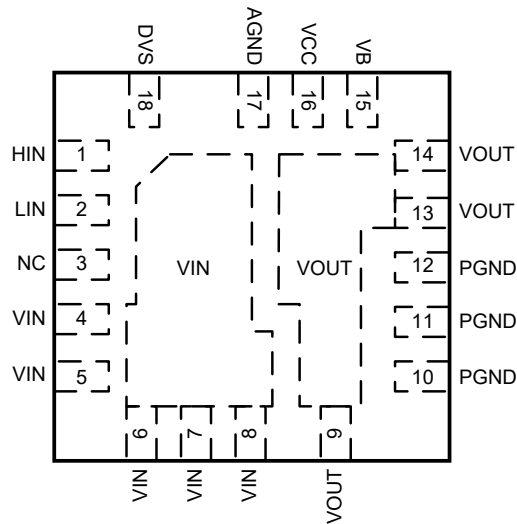 DVS
AGND
VCC
VB
18
17
16
15
HIN 1
14 VOUT
LIN 2
13 VOUT
NC 3
VIN
VOUT
12 PGND
VIN 4
11 PGND
VIN 5
10 PGND
6
7
8
9
VIN
VIN
VIN
VOUT